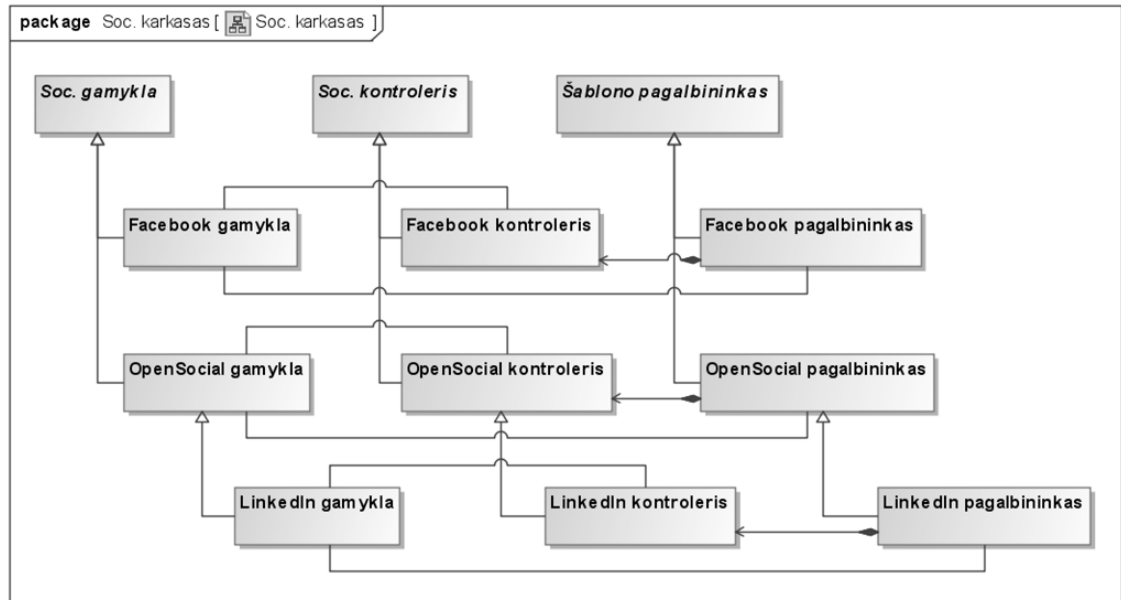 package Soc. karkasas [ Soc. karkasas ]
Soc. gamykla
Soc. kontroleris
Šablono pagalbininkas
Facebook gamykla
Facebook kontroleris
Facebook pagalbininkas
OpenSocial gamykla
OpenSocial kontroleris
OpenSocial pagalbininkas
LinkedIn gamykla
LinkedIn kontroleris
LinkedIn pagalbininkas